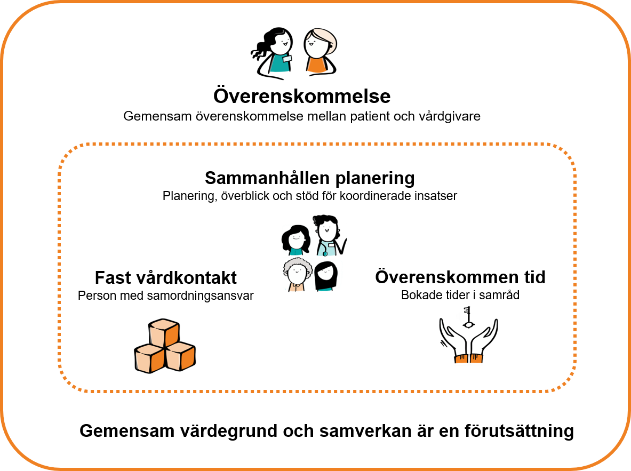 Överenskommelse
Gemensam överenskommelse mellan patient och vårdgivare
Sammanhållen planering
Planering, överblick och stöd för koordinerade insatser
Fast vårdkontakt
Person med samordningsansvar
Överenskommen tid
Bokade tider i samråd
Gemensam värdegrund och samverkan är en förutsättning